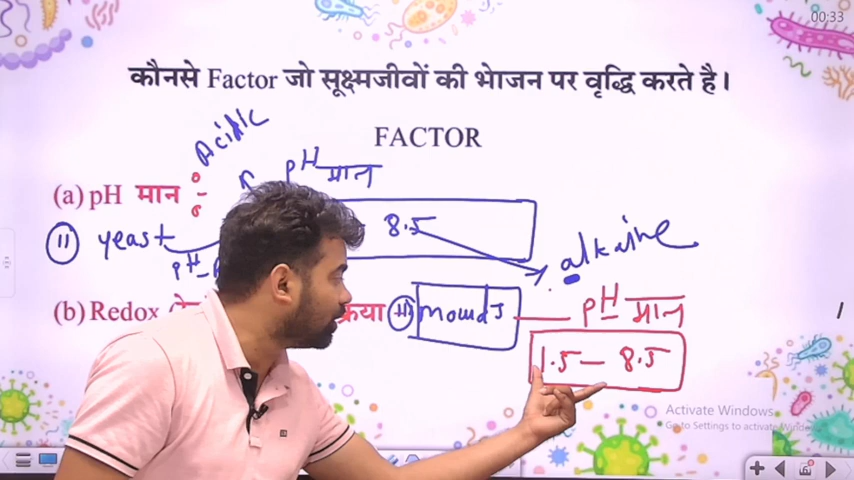 00:33
कौनसे Factor जो सूक्ष्मजीवों की भेाजन पर वृद्धि करते है।
Acidic
FACTOR
pH मान
(a) pH मान
8.5
(ii) yeast
alkaline
pH
(b) Redox
क्रिया (iii) moulds
pH मान
1.5 – 8.5
Activate Windows
Go to Settings to activate Windows